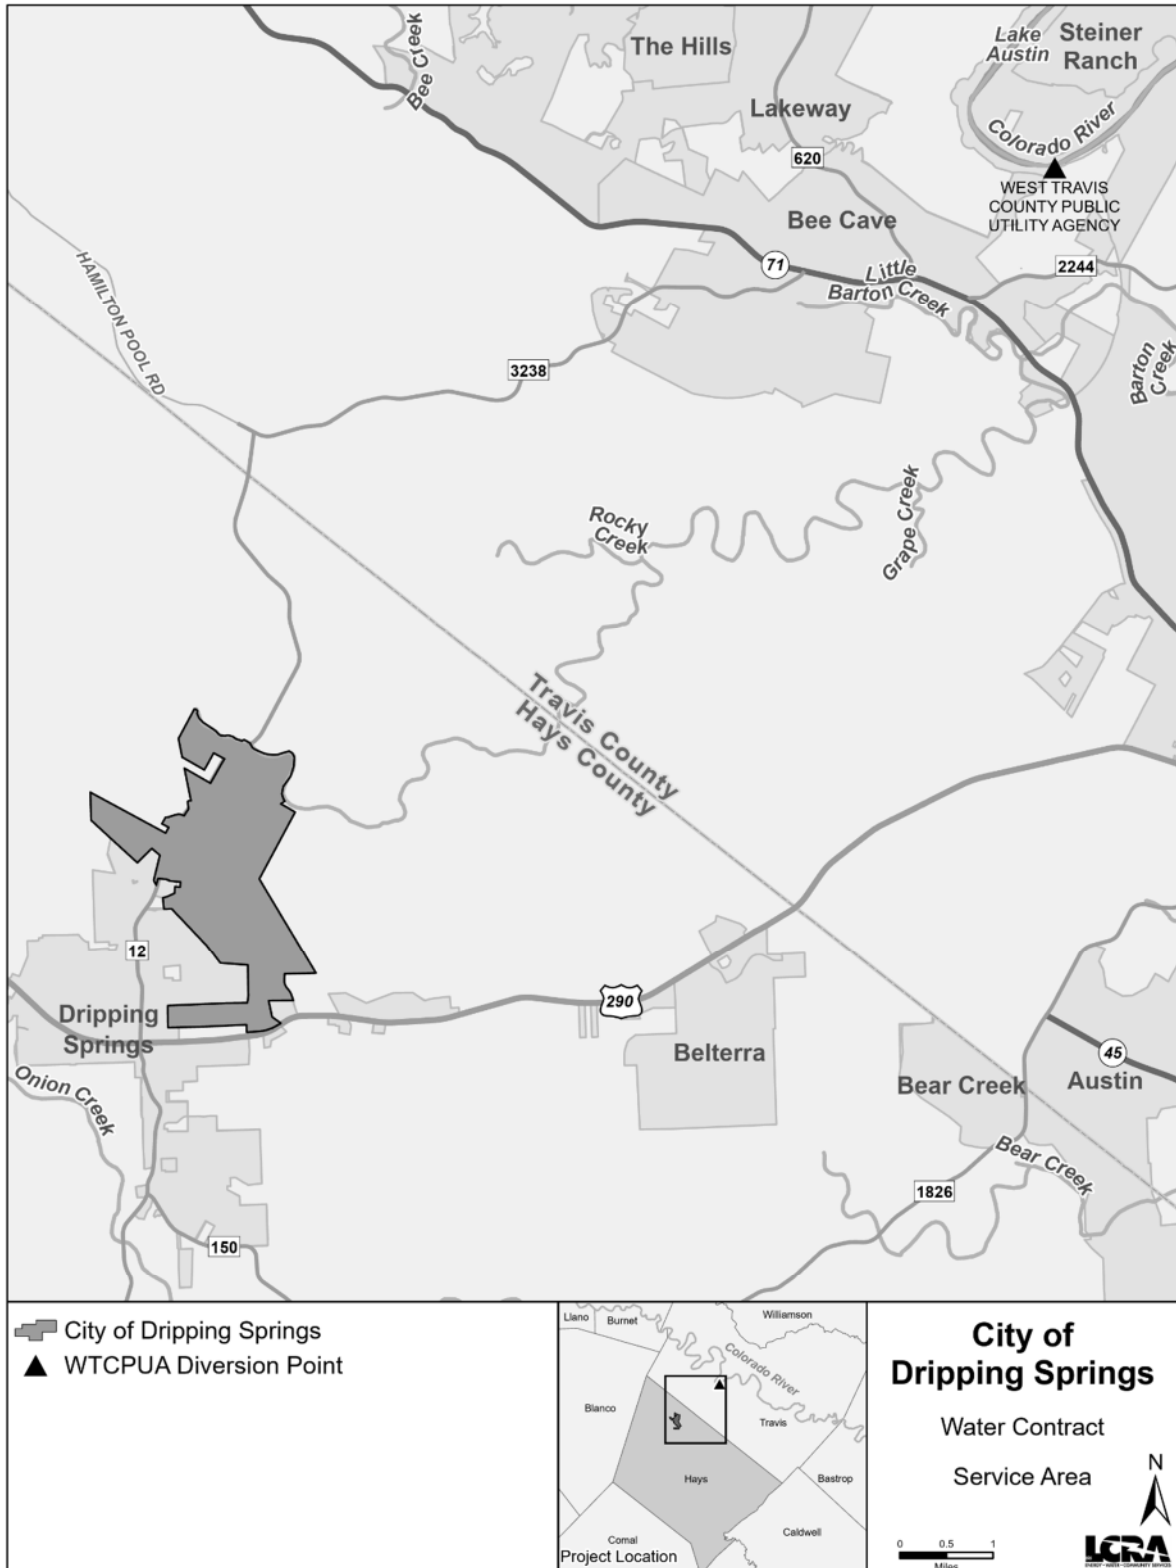 Bee Creek
The Hills
Lake
Austin
Steiner
Ranch
Lakeway
Colorado River
620
WEST TRAVIS
COUNTY PUBLIC
UTILITY AGENCY
Bee Cave
HAMILTON POOL RD
71
Little
Barton Creek
2244
Barton
Creek
3238
Rocky
Creek
Grape Creek
Travis County
Hays County
12
290
Dripping
Springs
Belterra
45
Bear Creek
Austin
Onion Creek
Bear Creek
1826
150
City of Dripping Springs
WTCPUA Diversion Point
Llano
Burnet
Williamson
Colorado River
Blanco
Travis
Hays
Bastrop
Caldwell
Comal
Project Location
City of
Dripping Springs
Water Contract
Service Area
N
0 0.5 1
Miles
LCRA